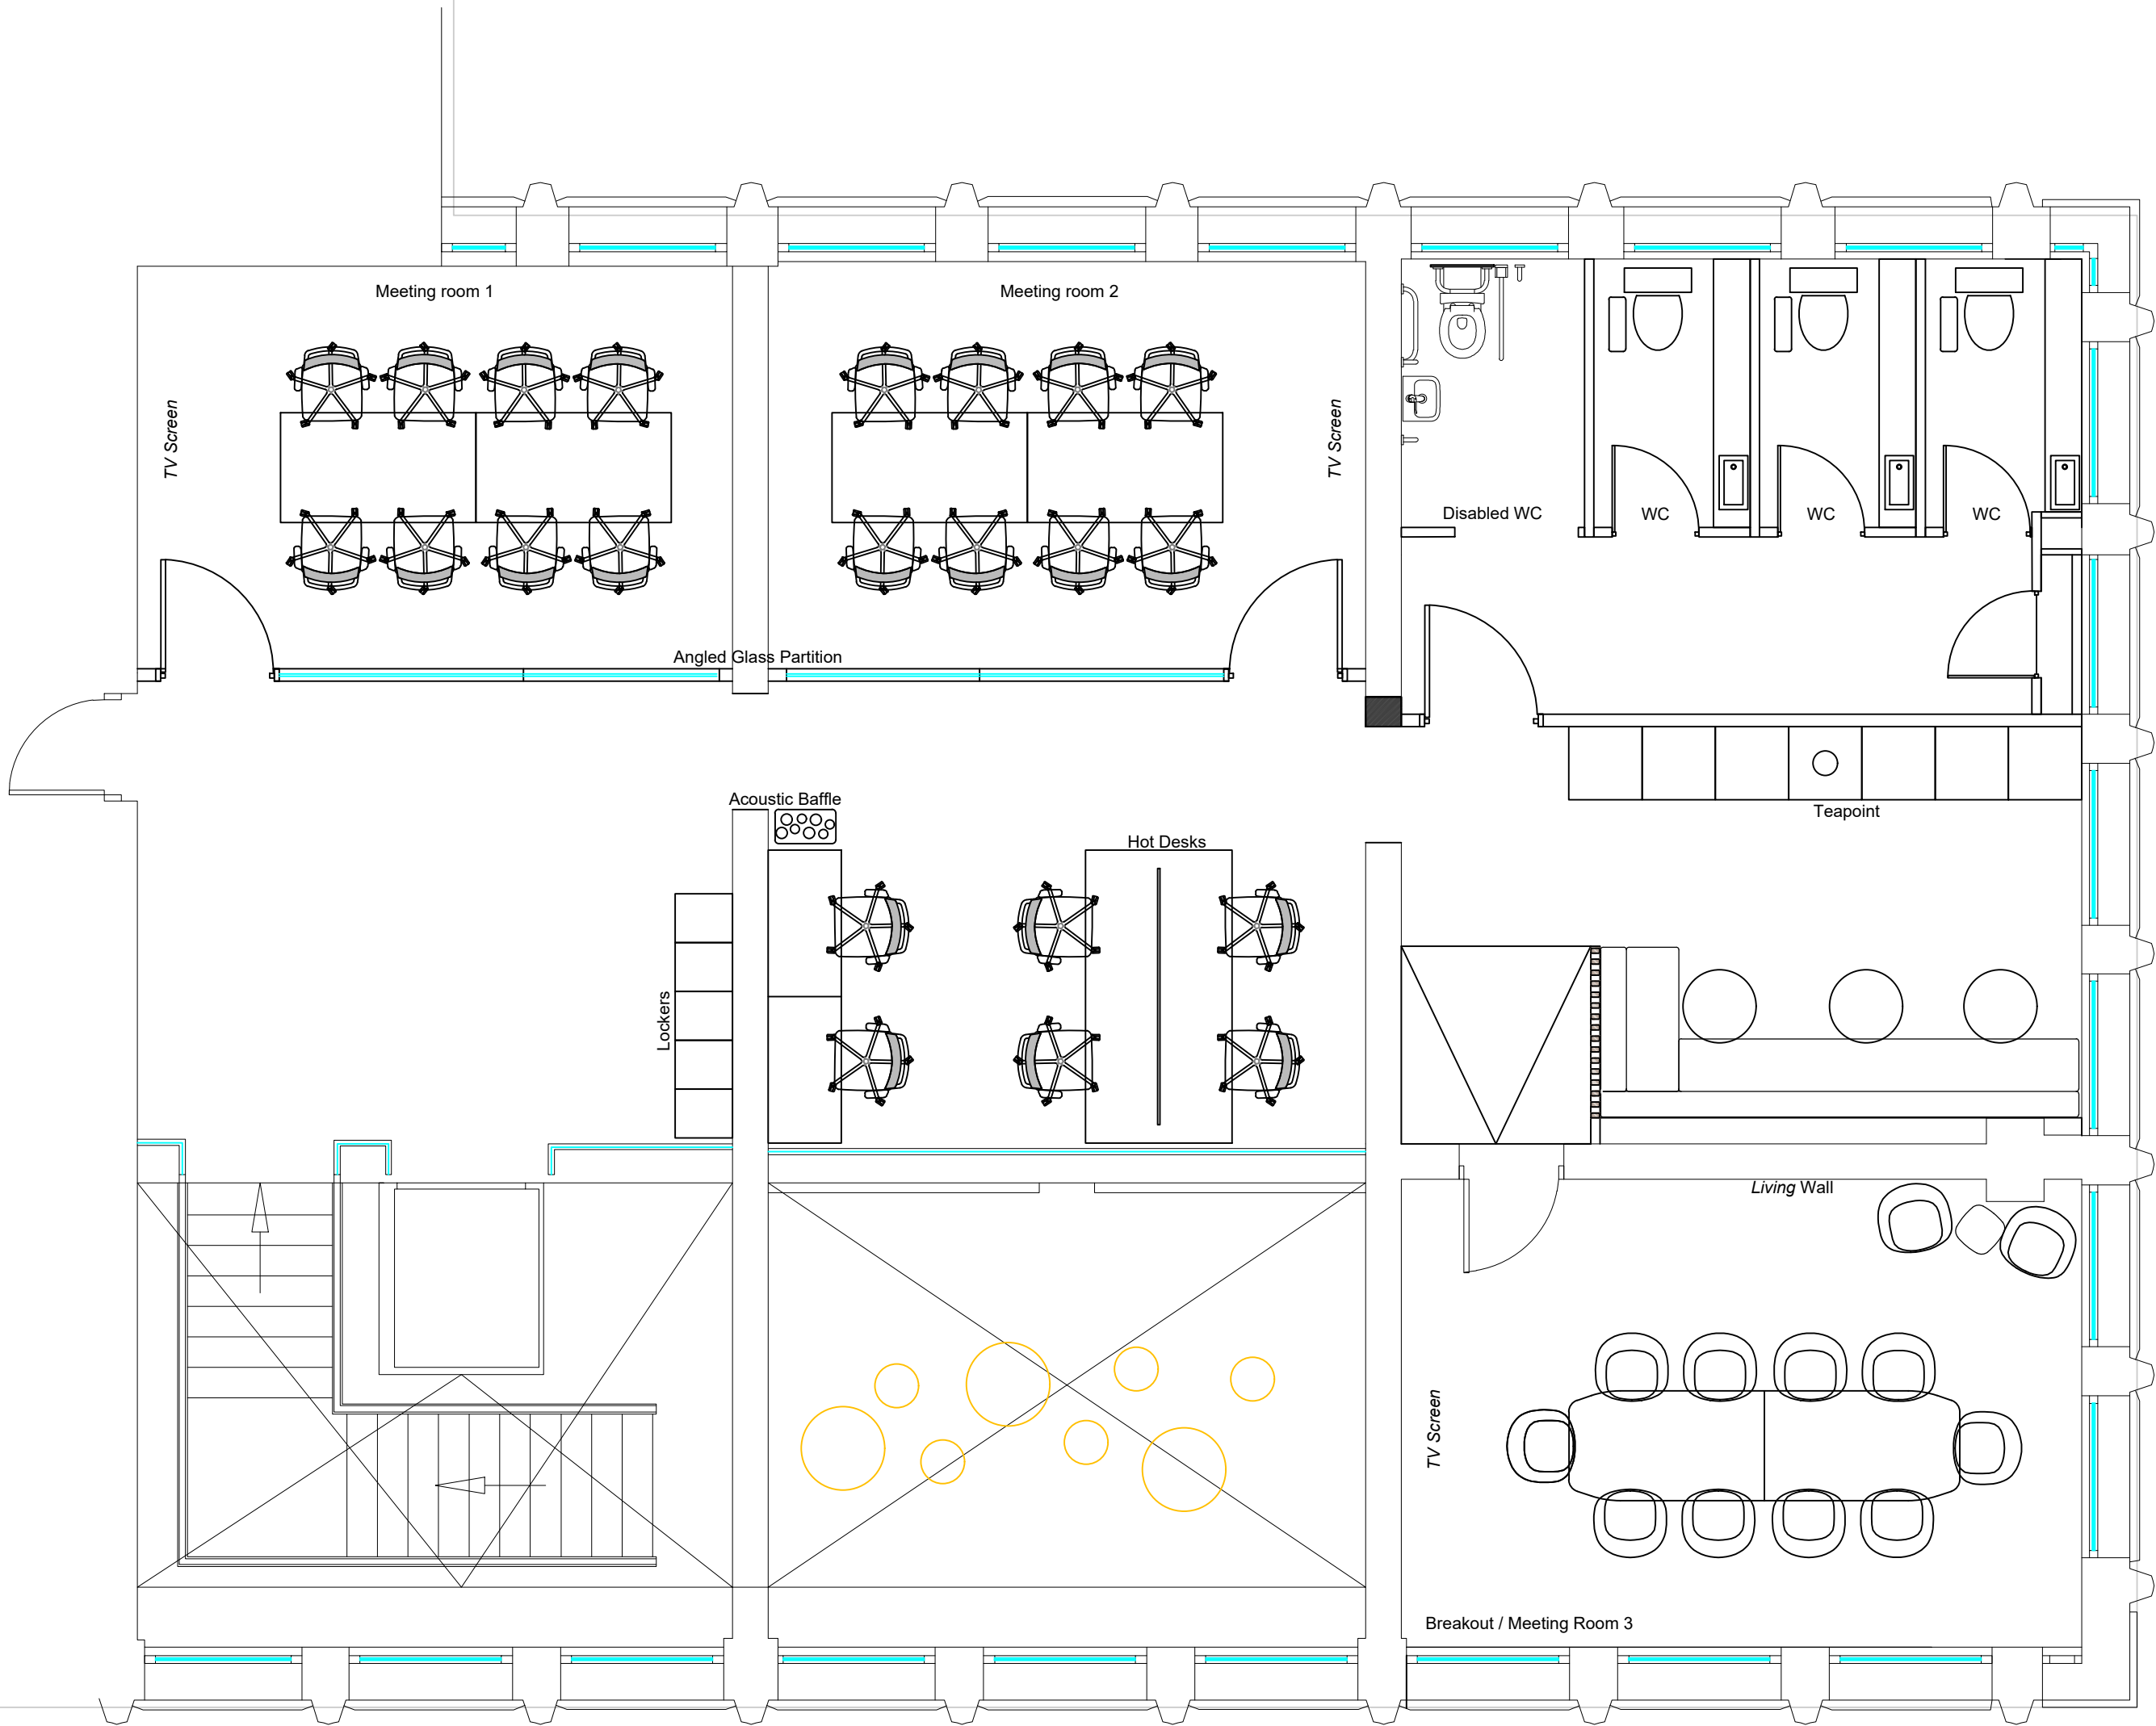 Meeting room 1
Meeting room 2
TV Screen
TV Screen
Disabled WC
WC
WC
WC
Angled Glass Partition
Acoustic Baffle
Teapoint
Hot Desks
Lockers
Living Wall
TV Screen
Breakout / Meeting Room 3